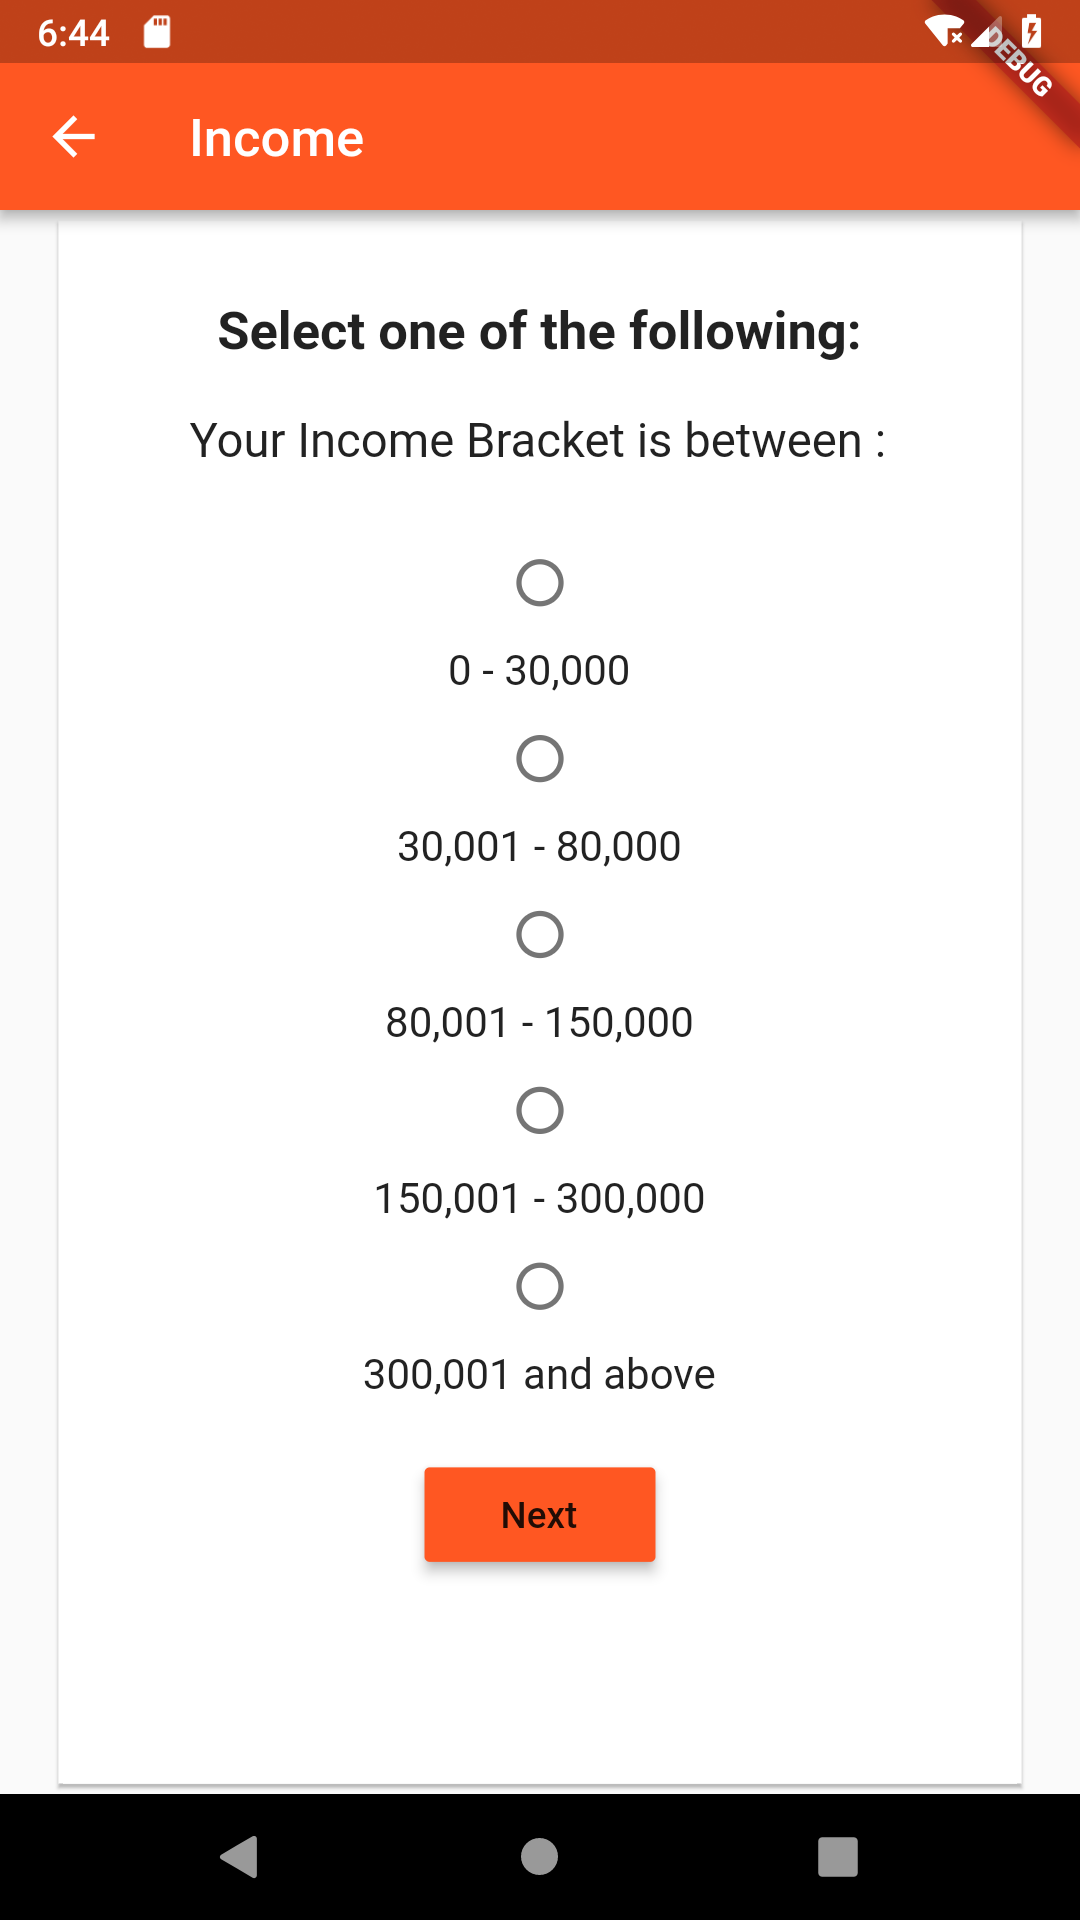 6:44
DEBUG
Income
Select one of the following:
Your Income Bracket is between :
0 - 30,000
30,001 - 80,000
80,001 - 150,000
150,001 - 300,000
300,001 and above
Next